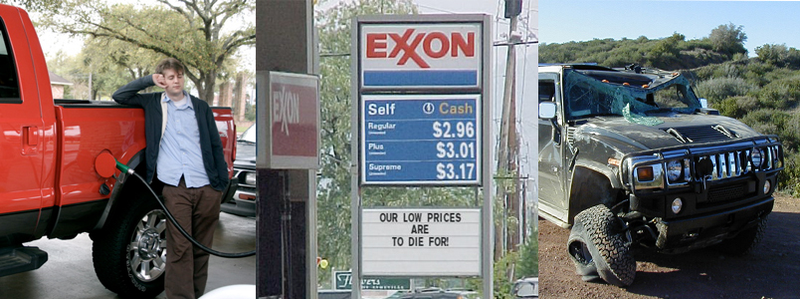 EXXON
EXXON
Self Cash
Regular $2.96
Plus $3.01
Supreme $3.17
OUR LOW PRICES
ARE
TO DIE FOR!
Flowers